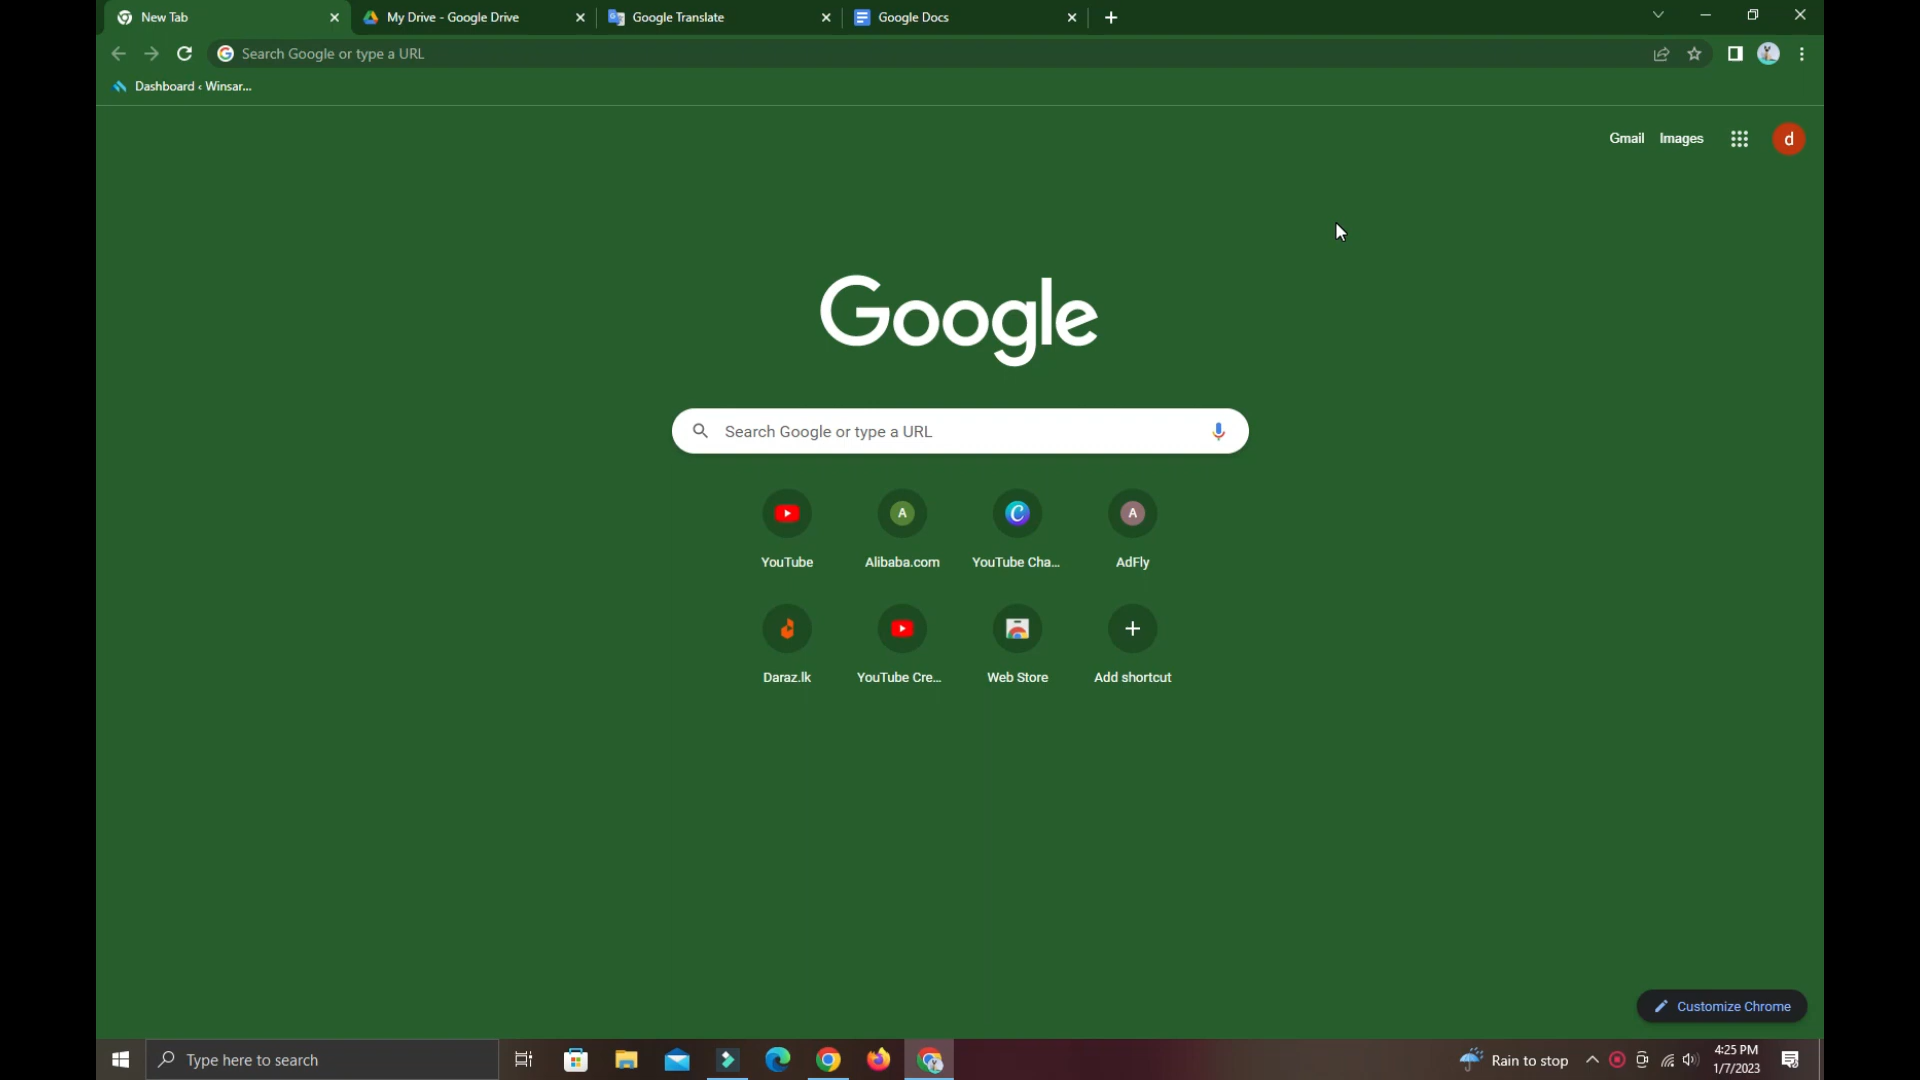 New Tab
My Drive - Google Drive
Google Translate
Google Docs
Search Google or type a URL
Dashboard ‹ Winsar...
Gmail Images
d
Google
Search Google or type a URL
A
C
A
YouTube
Alibaba.com
YouTube Cha...
AdFly
Daraz.lk
YouTube Cre...
Web Store
Add shortcut
Customize Chrome
Type here to search
Rain to stop
4:25 PM
1/7/2023